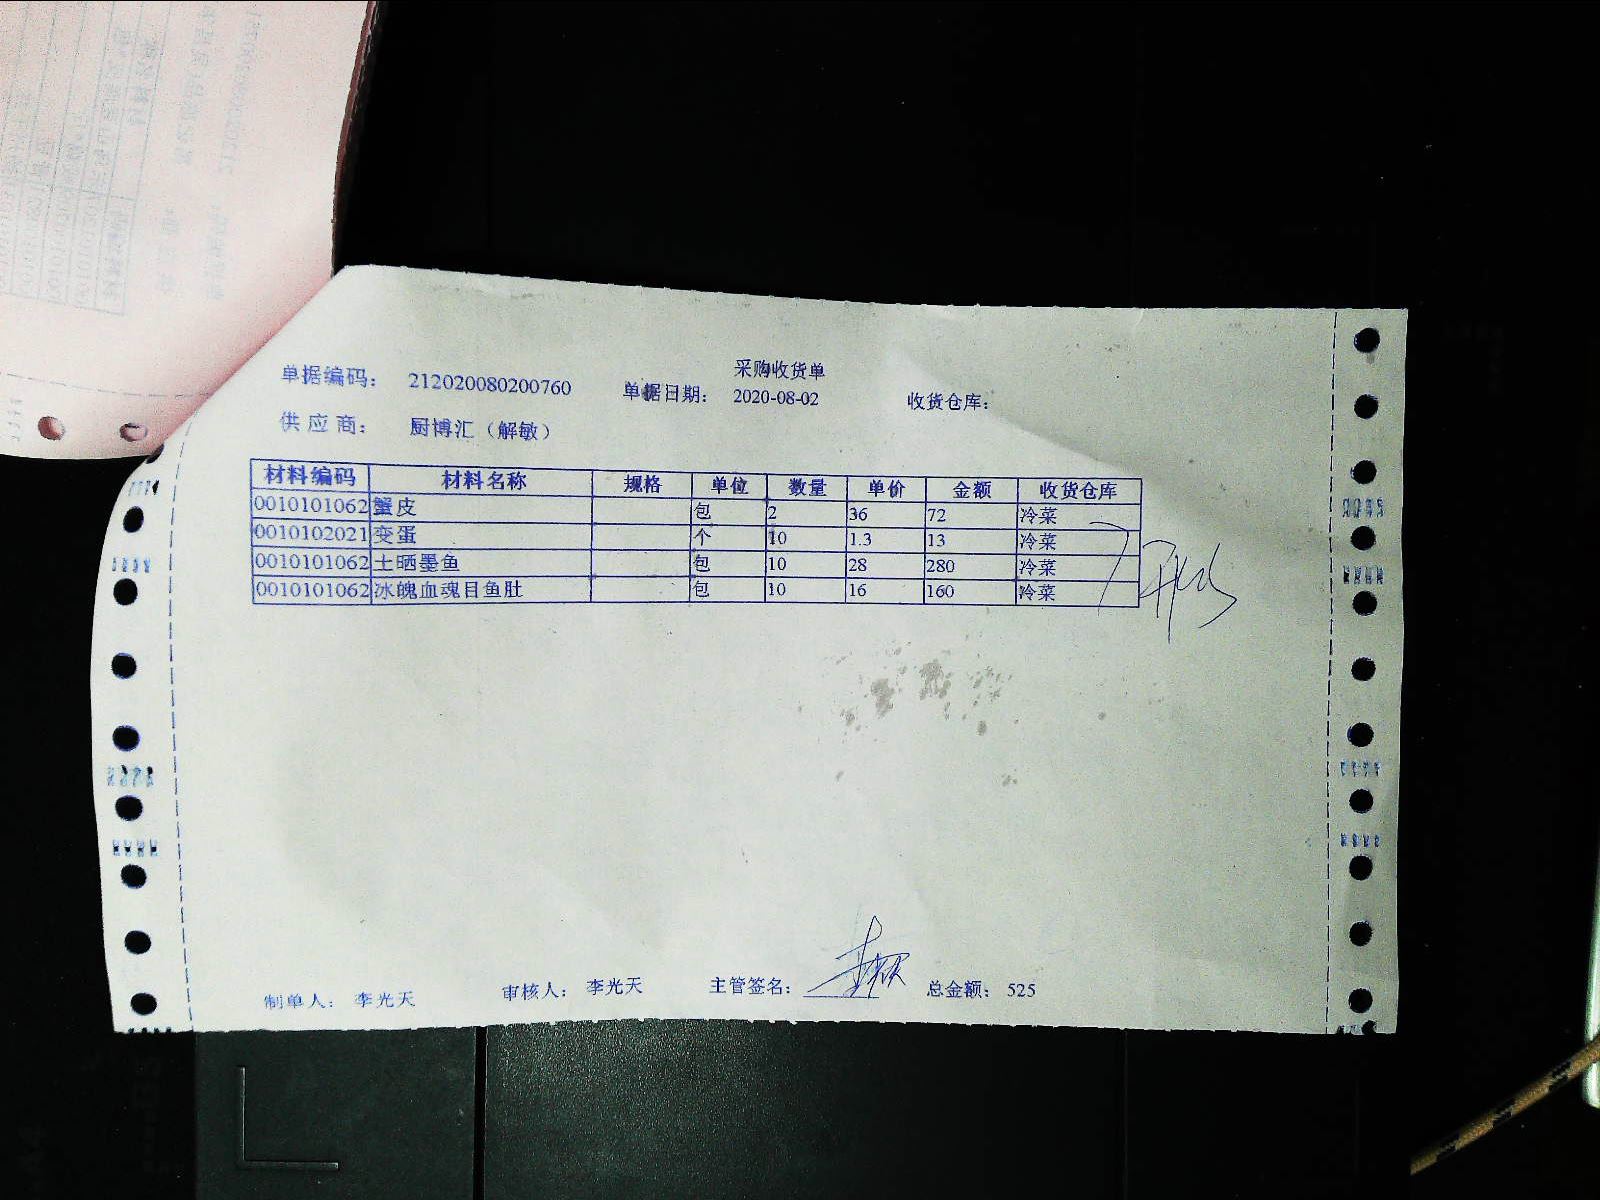 采购收货单
单据编码： 212020080200760 单据日期： 2020-08-02 收货仓库：
供应商： 厨博汇（解敏）
材料编码 材料名称 规格 单位 数量 单价 金额 收货仓库
0010101062 蟹皮 包 2 36 72 冷菜
0010102021 变蛋 个 10 1.3 13 冷菜
0010101062 土晒墨鱼 包 10 28 280 冷菜
0010101062 冰魄血魂目鱼肚 包 10 16 160 冷菜
制单人： 李光天 审核人： 李光天 主管签名： 总金额： 525